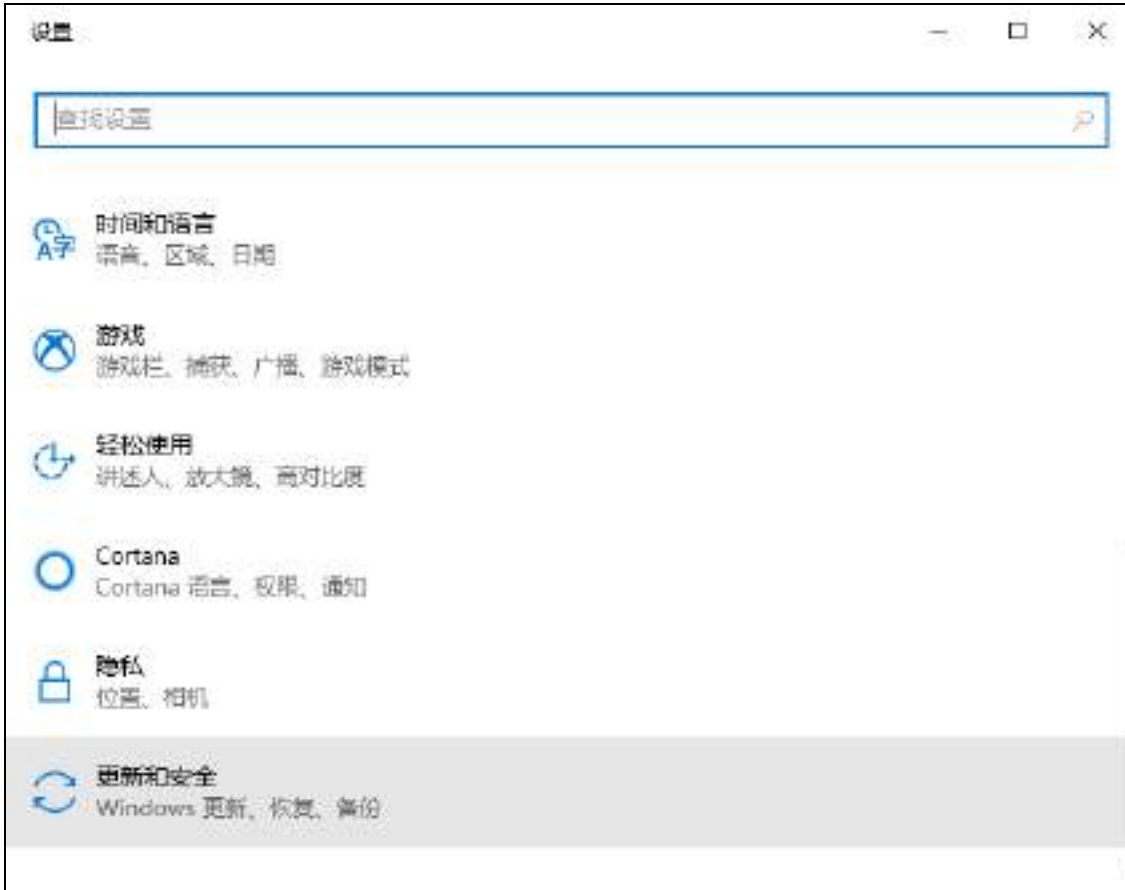 设置
查找设置
时间和语言
语音、区域、日期
游戏
游戏栏、捕获、广播、游戏模式
轻松使用
讲述人、放大镜、高对比度
Cortana
Cortana 语言、权限、通知
隐私
位置、相机
更新和安全
Windows 更新、恢复、备份